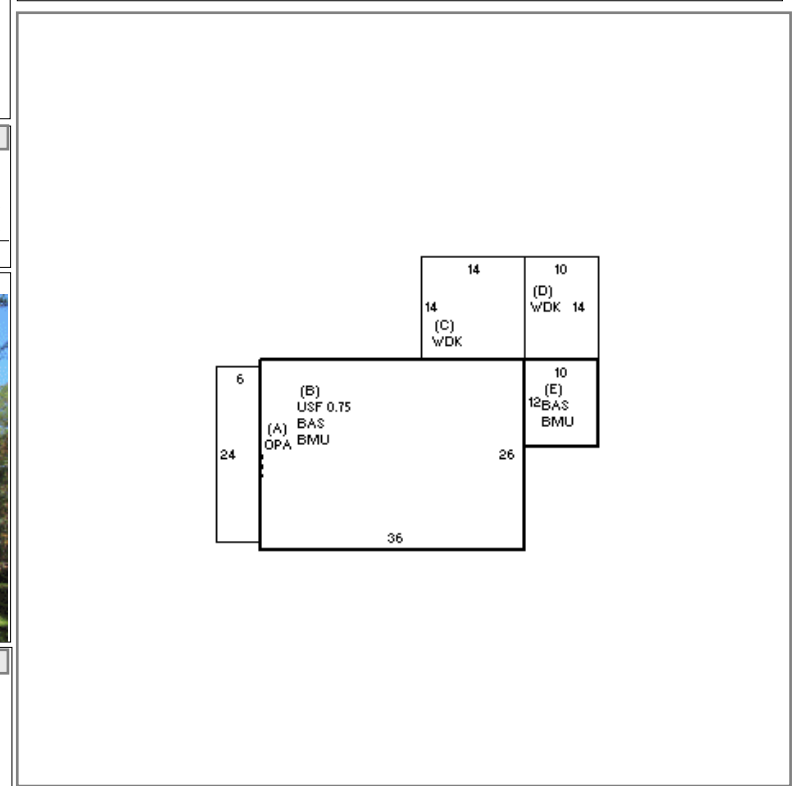 14
10
(D)
WDK 14
14
(C)
WDK
10
(E)
12 BAS
BMU
6
(B)
USF 0.75
BAS
BMU
(A)
OPA
24
26
36